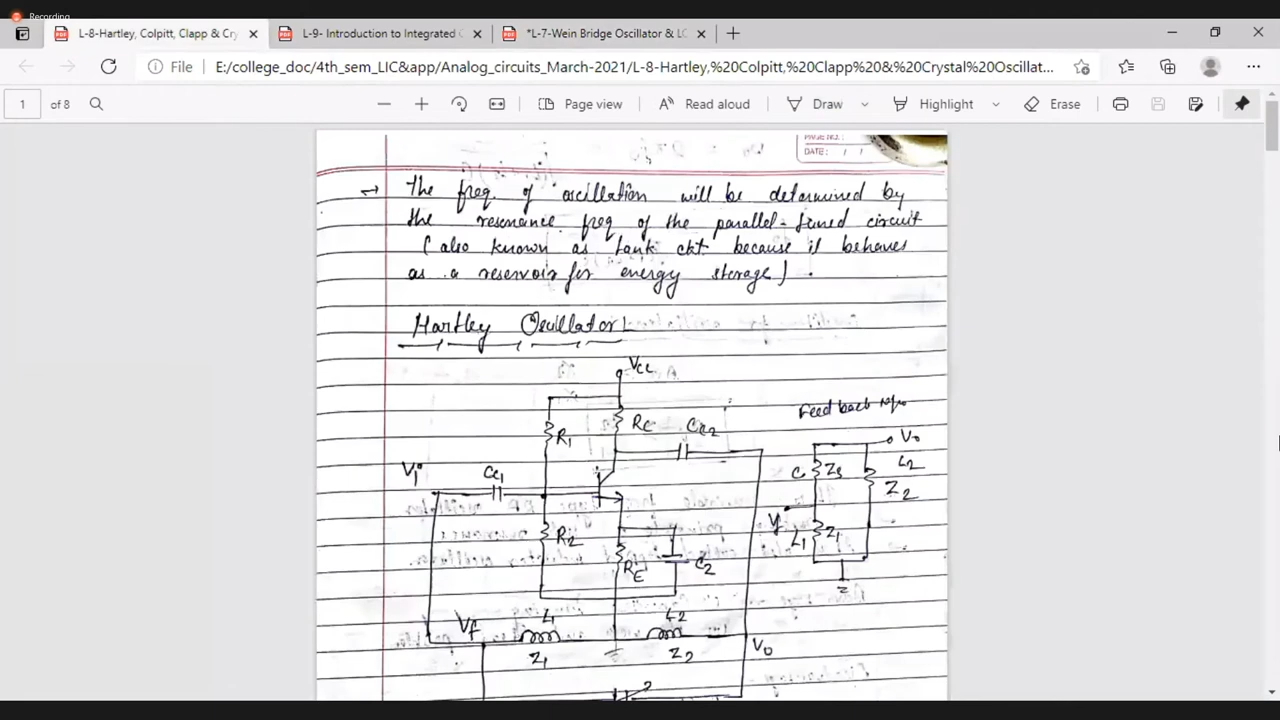 Recording
L-8-Hartley, Colpitt, Clapp & Cry
L-9- Introduction to Integrated C
*L-7-Wein Bridge Oscillator & LC
File
E:/college_doc/4th_sem_LIC&app/Analog_circuits_March-2021/L-8-Hartley,%20Colpitt,%20Clapp%20&%20Crystal%20Oscillat...
1 of 8
Page view
Read aloud
Draw
Highlight
Erase
DATE: / /
→ The freq. of oscillation will be determined by
the resonance freq of the parallel-tuned circuit
(also known as tank ckt because it behaves
as a reservoir for energy storage).
Hartley Oscillator
Vcc
Feedback N/w
R1
RC
Cc2
Vo
Vi
Cc1
C
Z3
L2
Z2
Vf
L1
Z1
R2
RE
C2
Vf
L1
L2
Z1
Z2
Vo